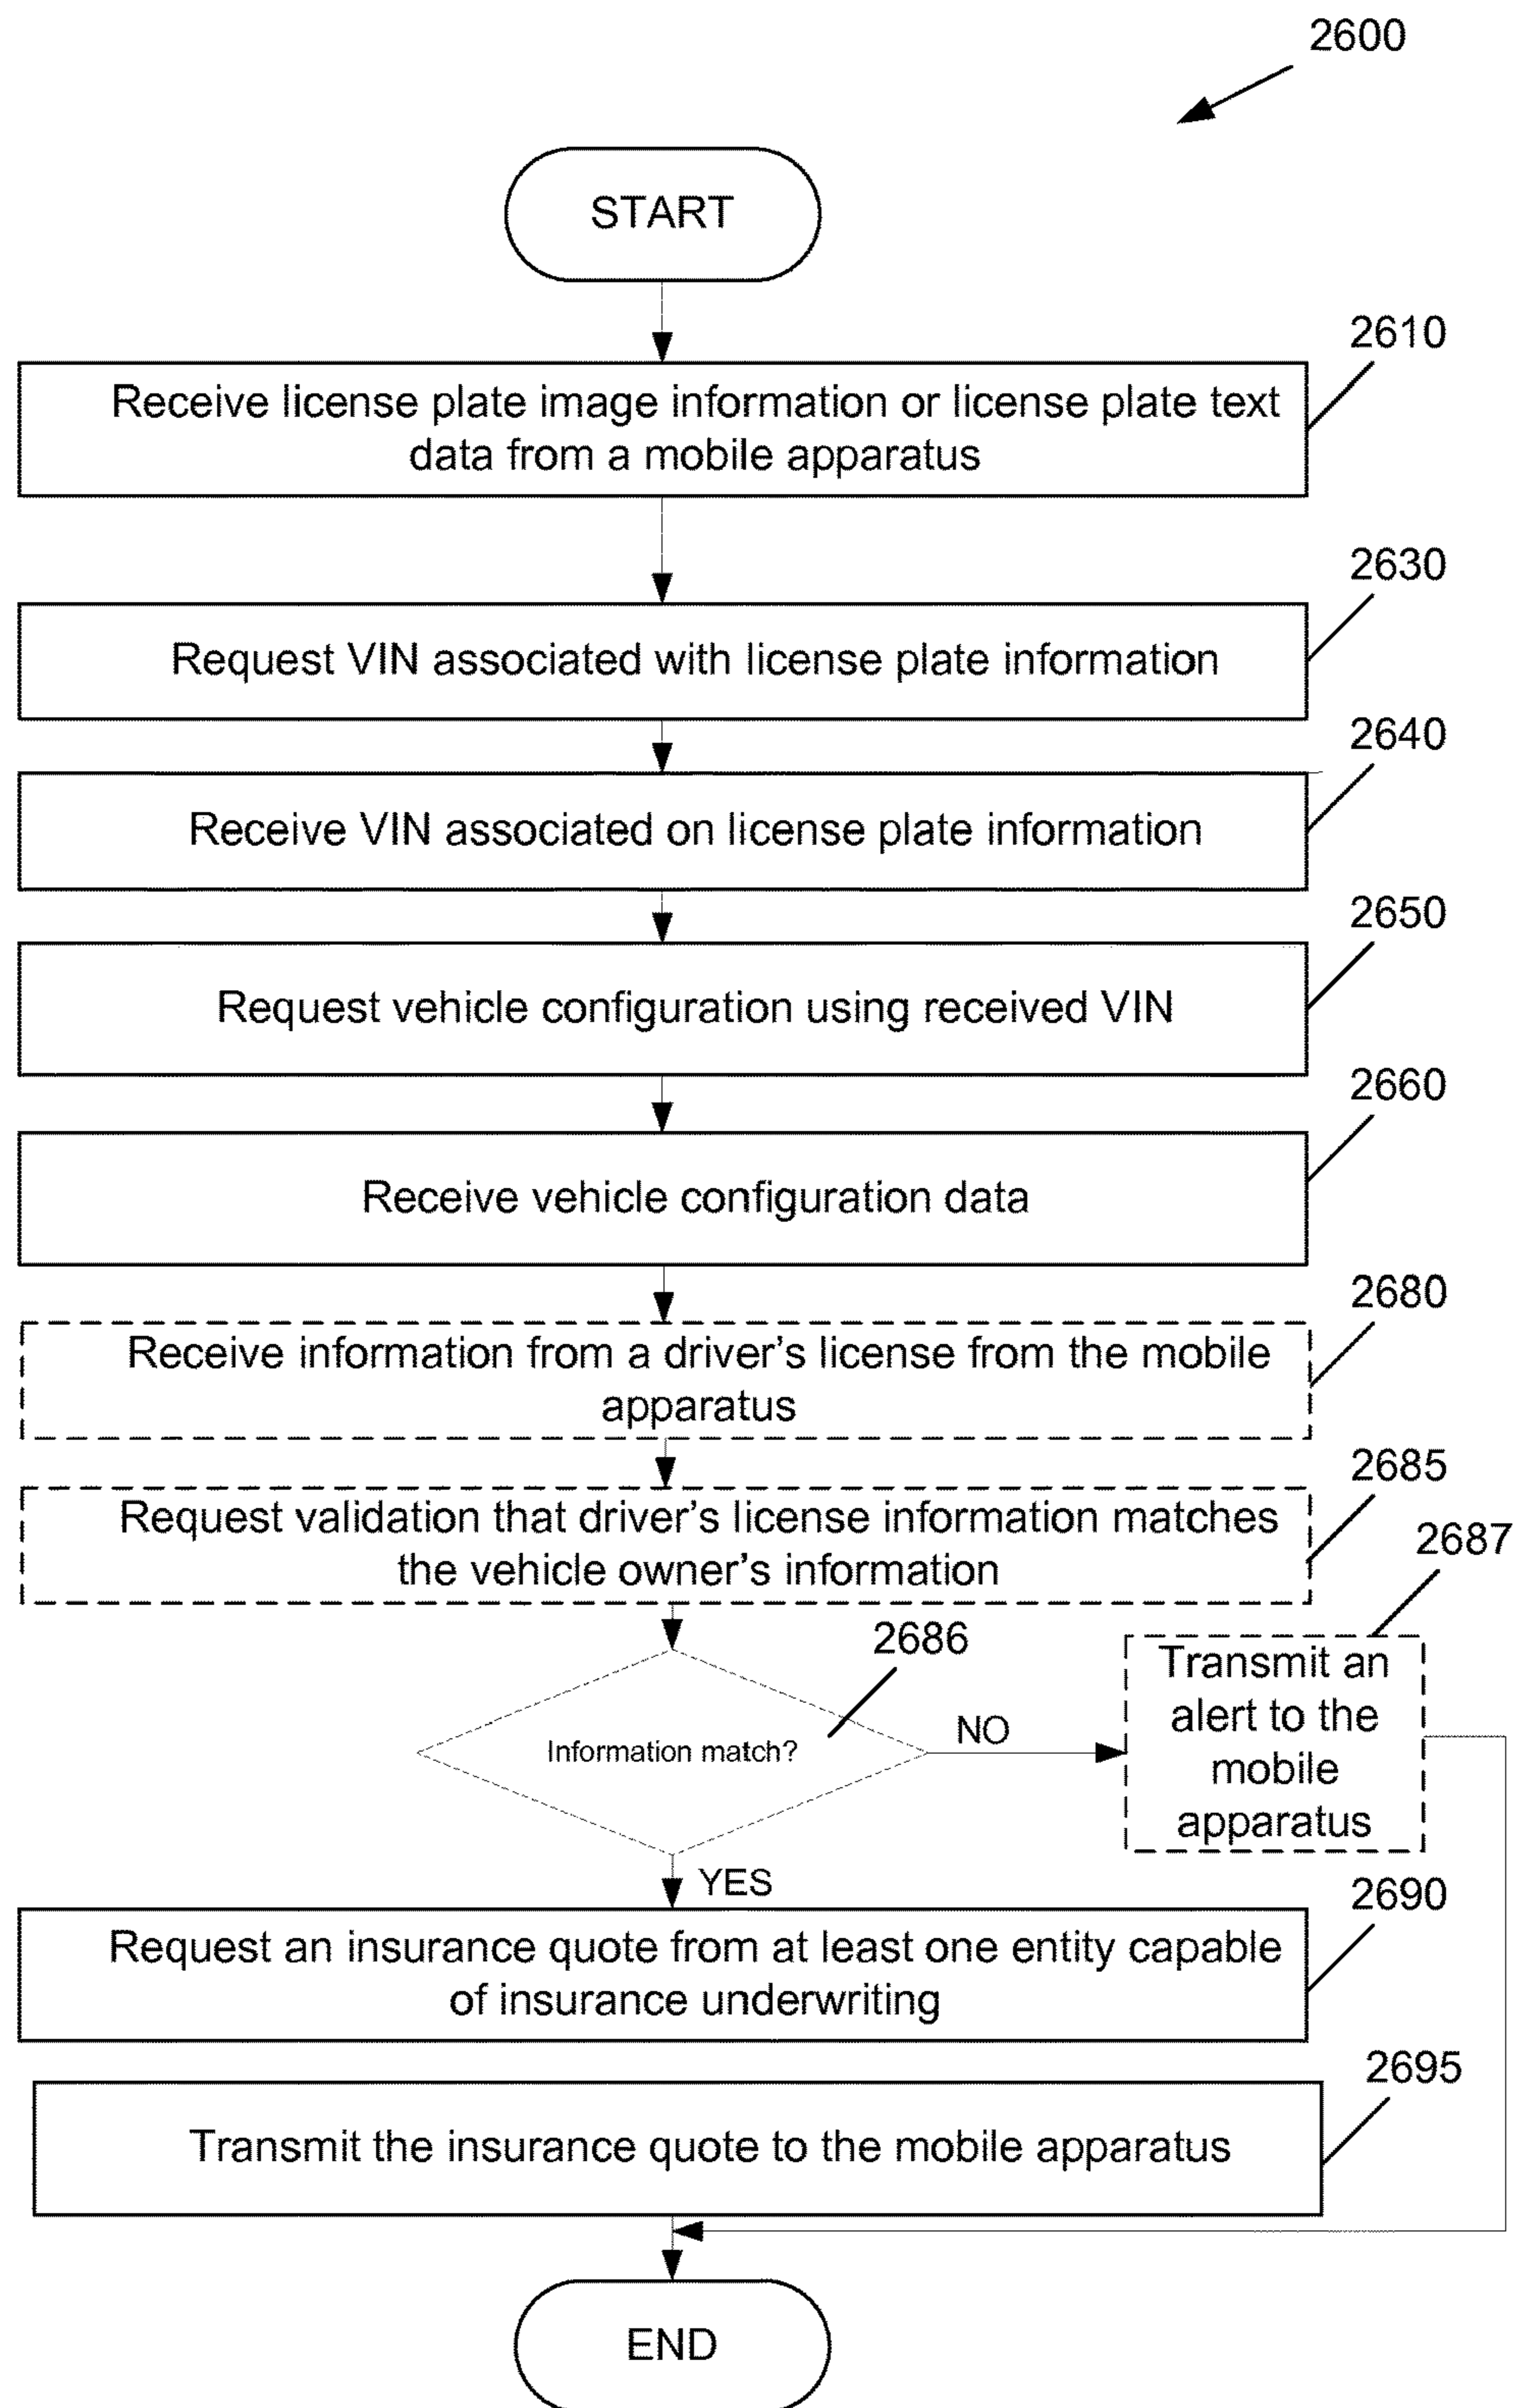 2600
START
2610
Receive license plate image information or license plate text
data from a mobile apparatus
2630
Request VIN associated with license plate information
2640
Receive VIN associated on license plate information
2650
Request vehicle configuration using received VIN
2660
Receive vehicle configuration data
2680
Receive information from a driver’s license from the mobile
apparatus
2685
Request validation that driver’s license information matches
the vehicle owner’s information
2687
2686
Transmit an
alert to the
mobile
apparatus
Information match?
NO
YES
2690
Request an insurance quote from at least one entity capable
of insurance underwriting
2695
Transmit the insurance quote to the mobile apparatus
END